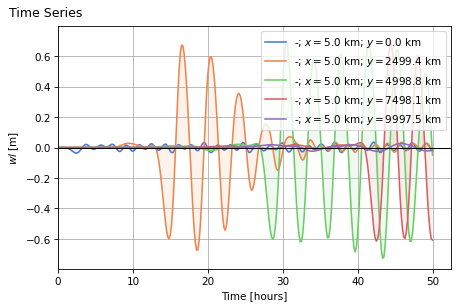 Time Series
-; x = 5.0 km; y = 0.0 km
-; x = 5.0 km; y = 2499.4 km
-; x = 5.0 km; y = 4998.8 km
-; x = 5.0 km; y = 7498.1 km
-; x = 5.0 km; y = 9997.5 km
wl [m]
0.6
0.4
0.2
0.0
−0.2
−0.4
−0.6
0 10 20 30 40 50
Time [hours]